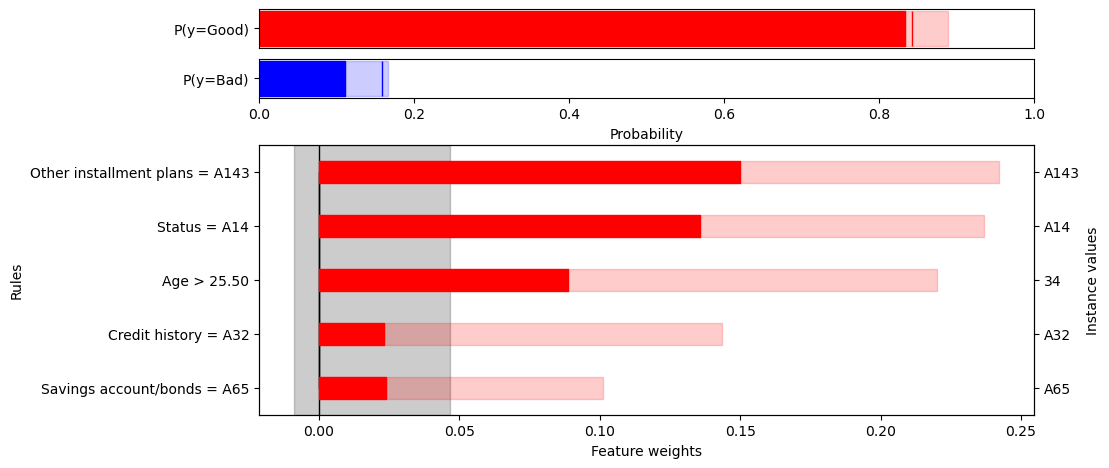 P(y=Good)
P(y=Bad)
0.0 0.2 0.4 0.6 0.8 1.0
Probability
Other installment plans = A143 A143
Status = A14 A14
Age > 25.50 34
Credit history = A32 A32
Savings account/bonds = A65 A65
Rules
Instance values
0.00 0.05 0.10 0.15 0.20 0.25
Feature weights